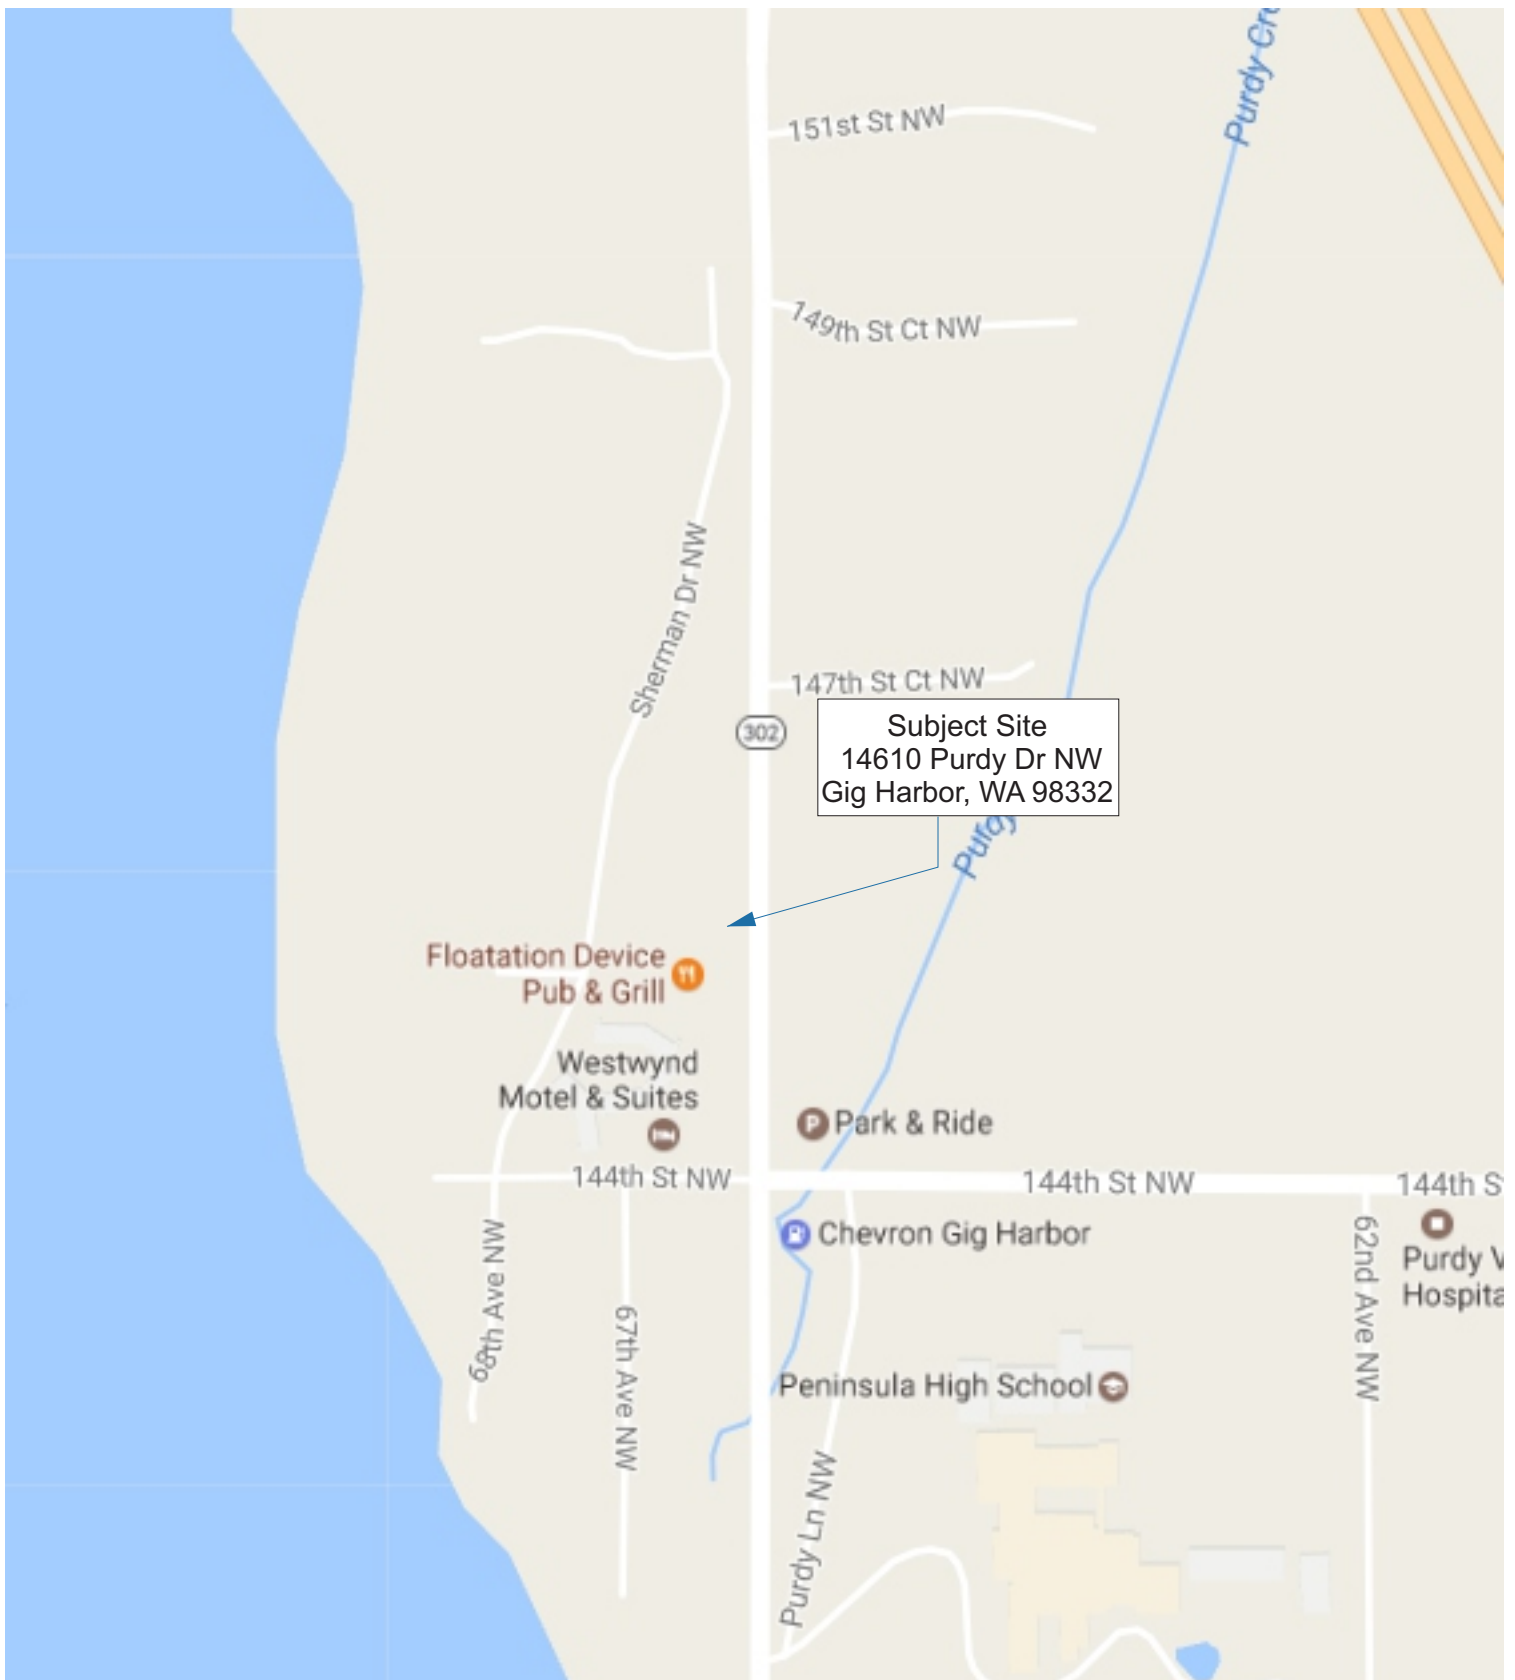 Purdy Cre
151st St NW
149th St Ct NW
Sherman Dr NW
147th St Ct NW
302
Subject Site
14610 Purdy Dr NW
Gig Harbor, WA 98332
Purdy
Floatation Device
Pub & Grill
Westwynd
Motel & Suites
P
Park & Ride
144th St NW
144th St NW
144th S
Chevron Gig Harbor
Purdy V
Hospita
68th Ave NW
67th Ave NW
62nd Ave NW
Peninsula High School
Purdy Ln NW